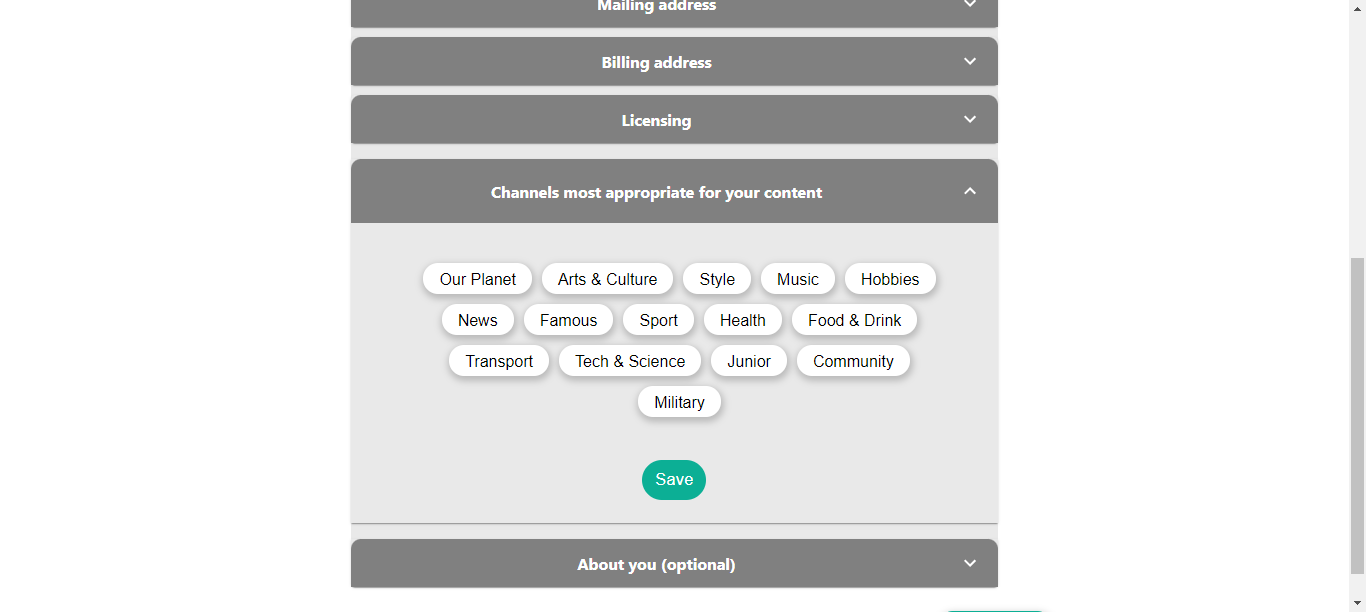 Mailing address
Billing address
Licensing
Channels most appropriate for your content
Our Planet Arts & Culture Style Music Hobbies
News Famous Sport Health Food & Drink
Transport Tech & Science Junior Community
Military
Save
About you (optional)